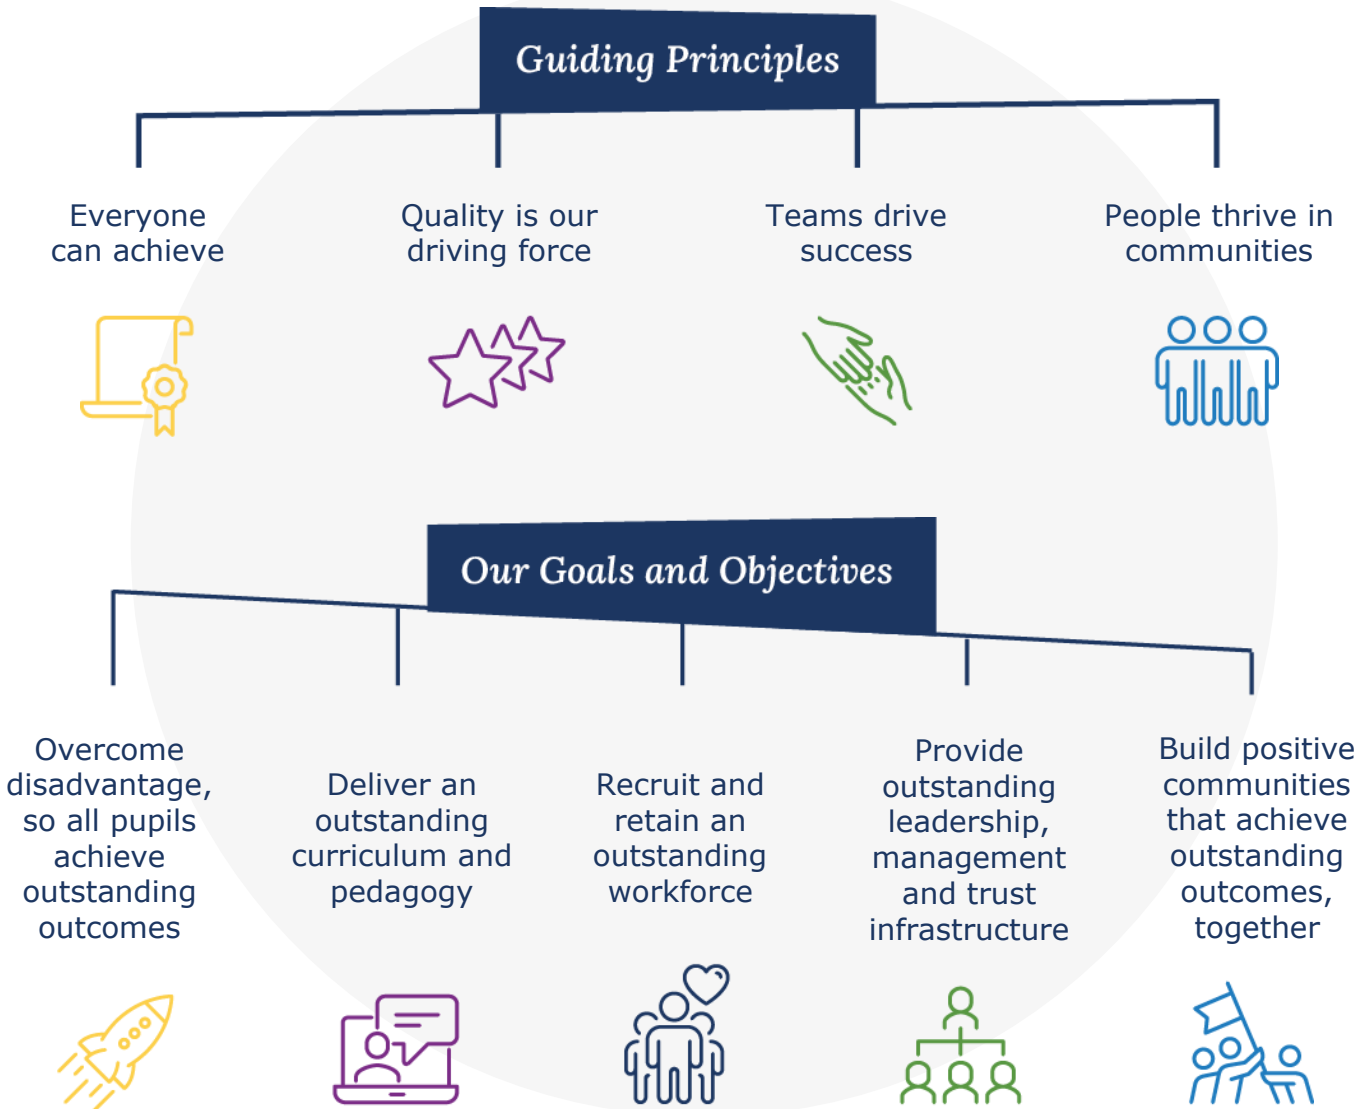 Guiding Principles
Everyone
can achieve
Quality is our
driving force
Teams drive
success
People thrive in
communities
Our Goals and Objectives
Overcome
disadvantage,
so all pupils
achieve
outstanding
outcomes
Deliver an
outstanding
curriculum and
pedagogy
Recruit and
retain an
outstanding
workforce
Provide
outstanding
leadership,
management
and trust
infrastructure
Build positive
communities
that achieve
outstanding
outcomes,
together